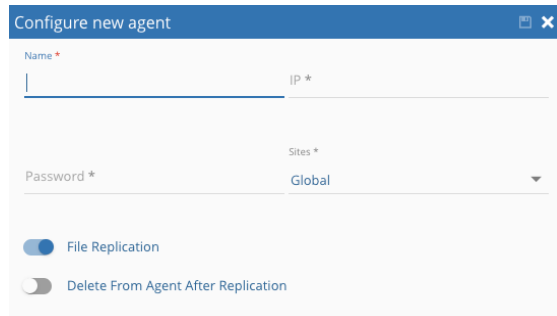 Configure new agent
Name *
IP *
Sites *
Password *
Global
File Replication
Delete From Agent After Replication